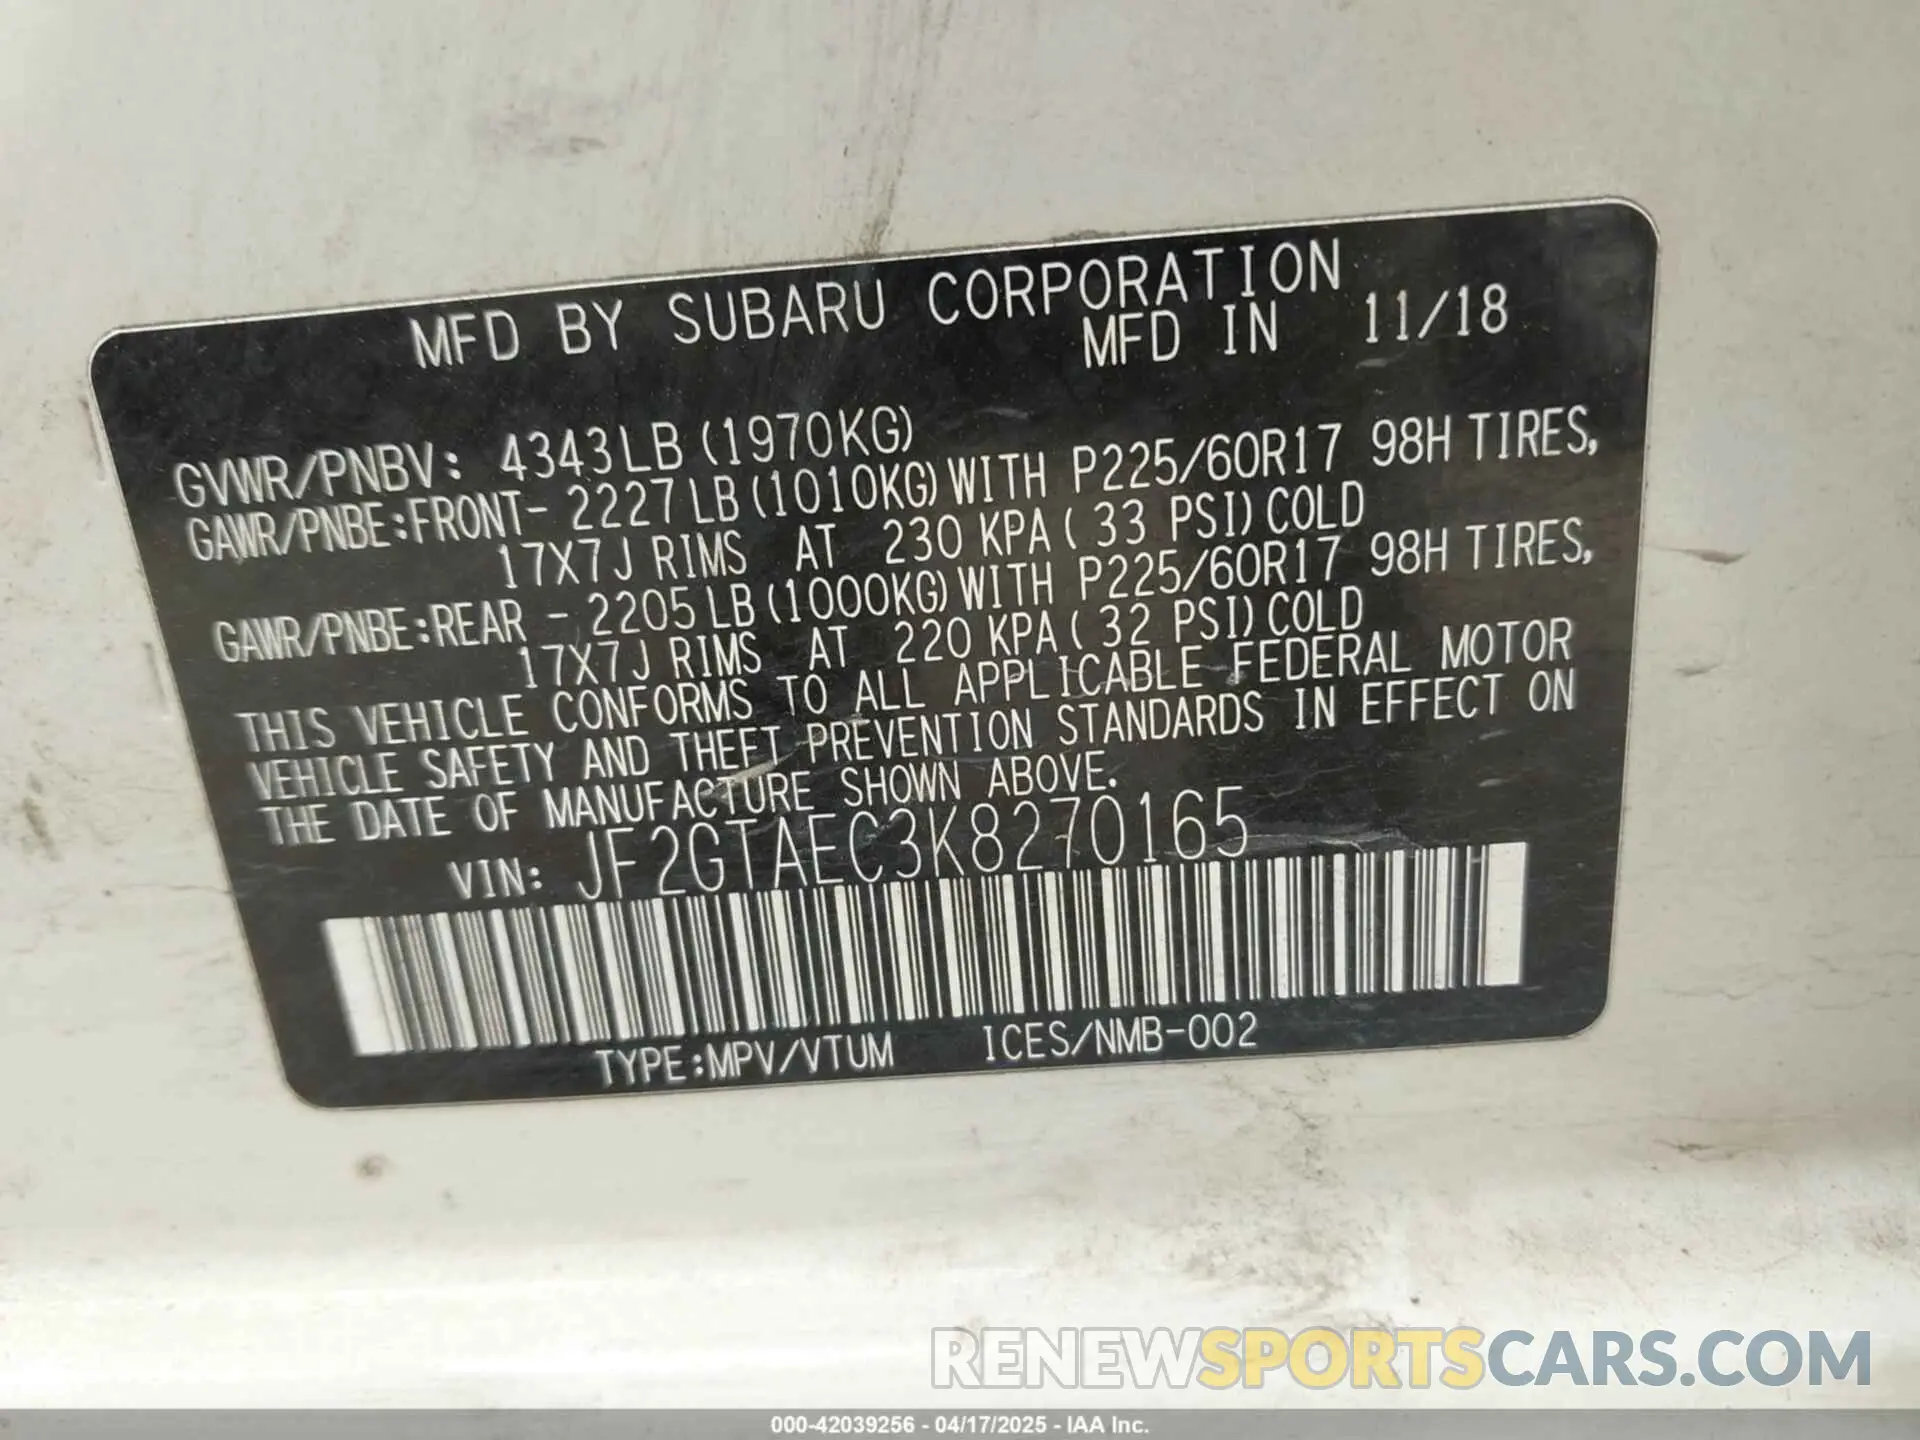 MFD BY SUBARU CORPORATION
MFD IN 11/18
GVWR/PNBV: 4343LB (1970KG)
GAWR/PNBE:FRONT- 2227LB(1010KG)WITH P225/60R17 98H TIRES,
17X7J RIMS AT 230 KPA( 33 PSI)COLD
GAWR/PNBE:REAR - 2205LB(1000KG)WITH P225/60R17 98H TIRES,
17X7J RIMS AT 220 KPA( 32 PSI)COLD
THIS VEHICLE CONFORMS TO ALL APPLICABLE FEDERAL MOTOR
VEHICLE SAFETY AND THEFT PREVENTION STANDARDS IN EFFECT ON
THE DATE OF MANUFACTURE SHOWN ABOVE.
VIN: JF2GTAEC3K8270165
TYPE:MPV/VTUM ICES/NMB-002
RENEWSPORTSCARS.COM
000-42039256 - 04/17/2025 - IAA Inc.